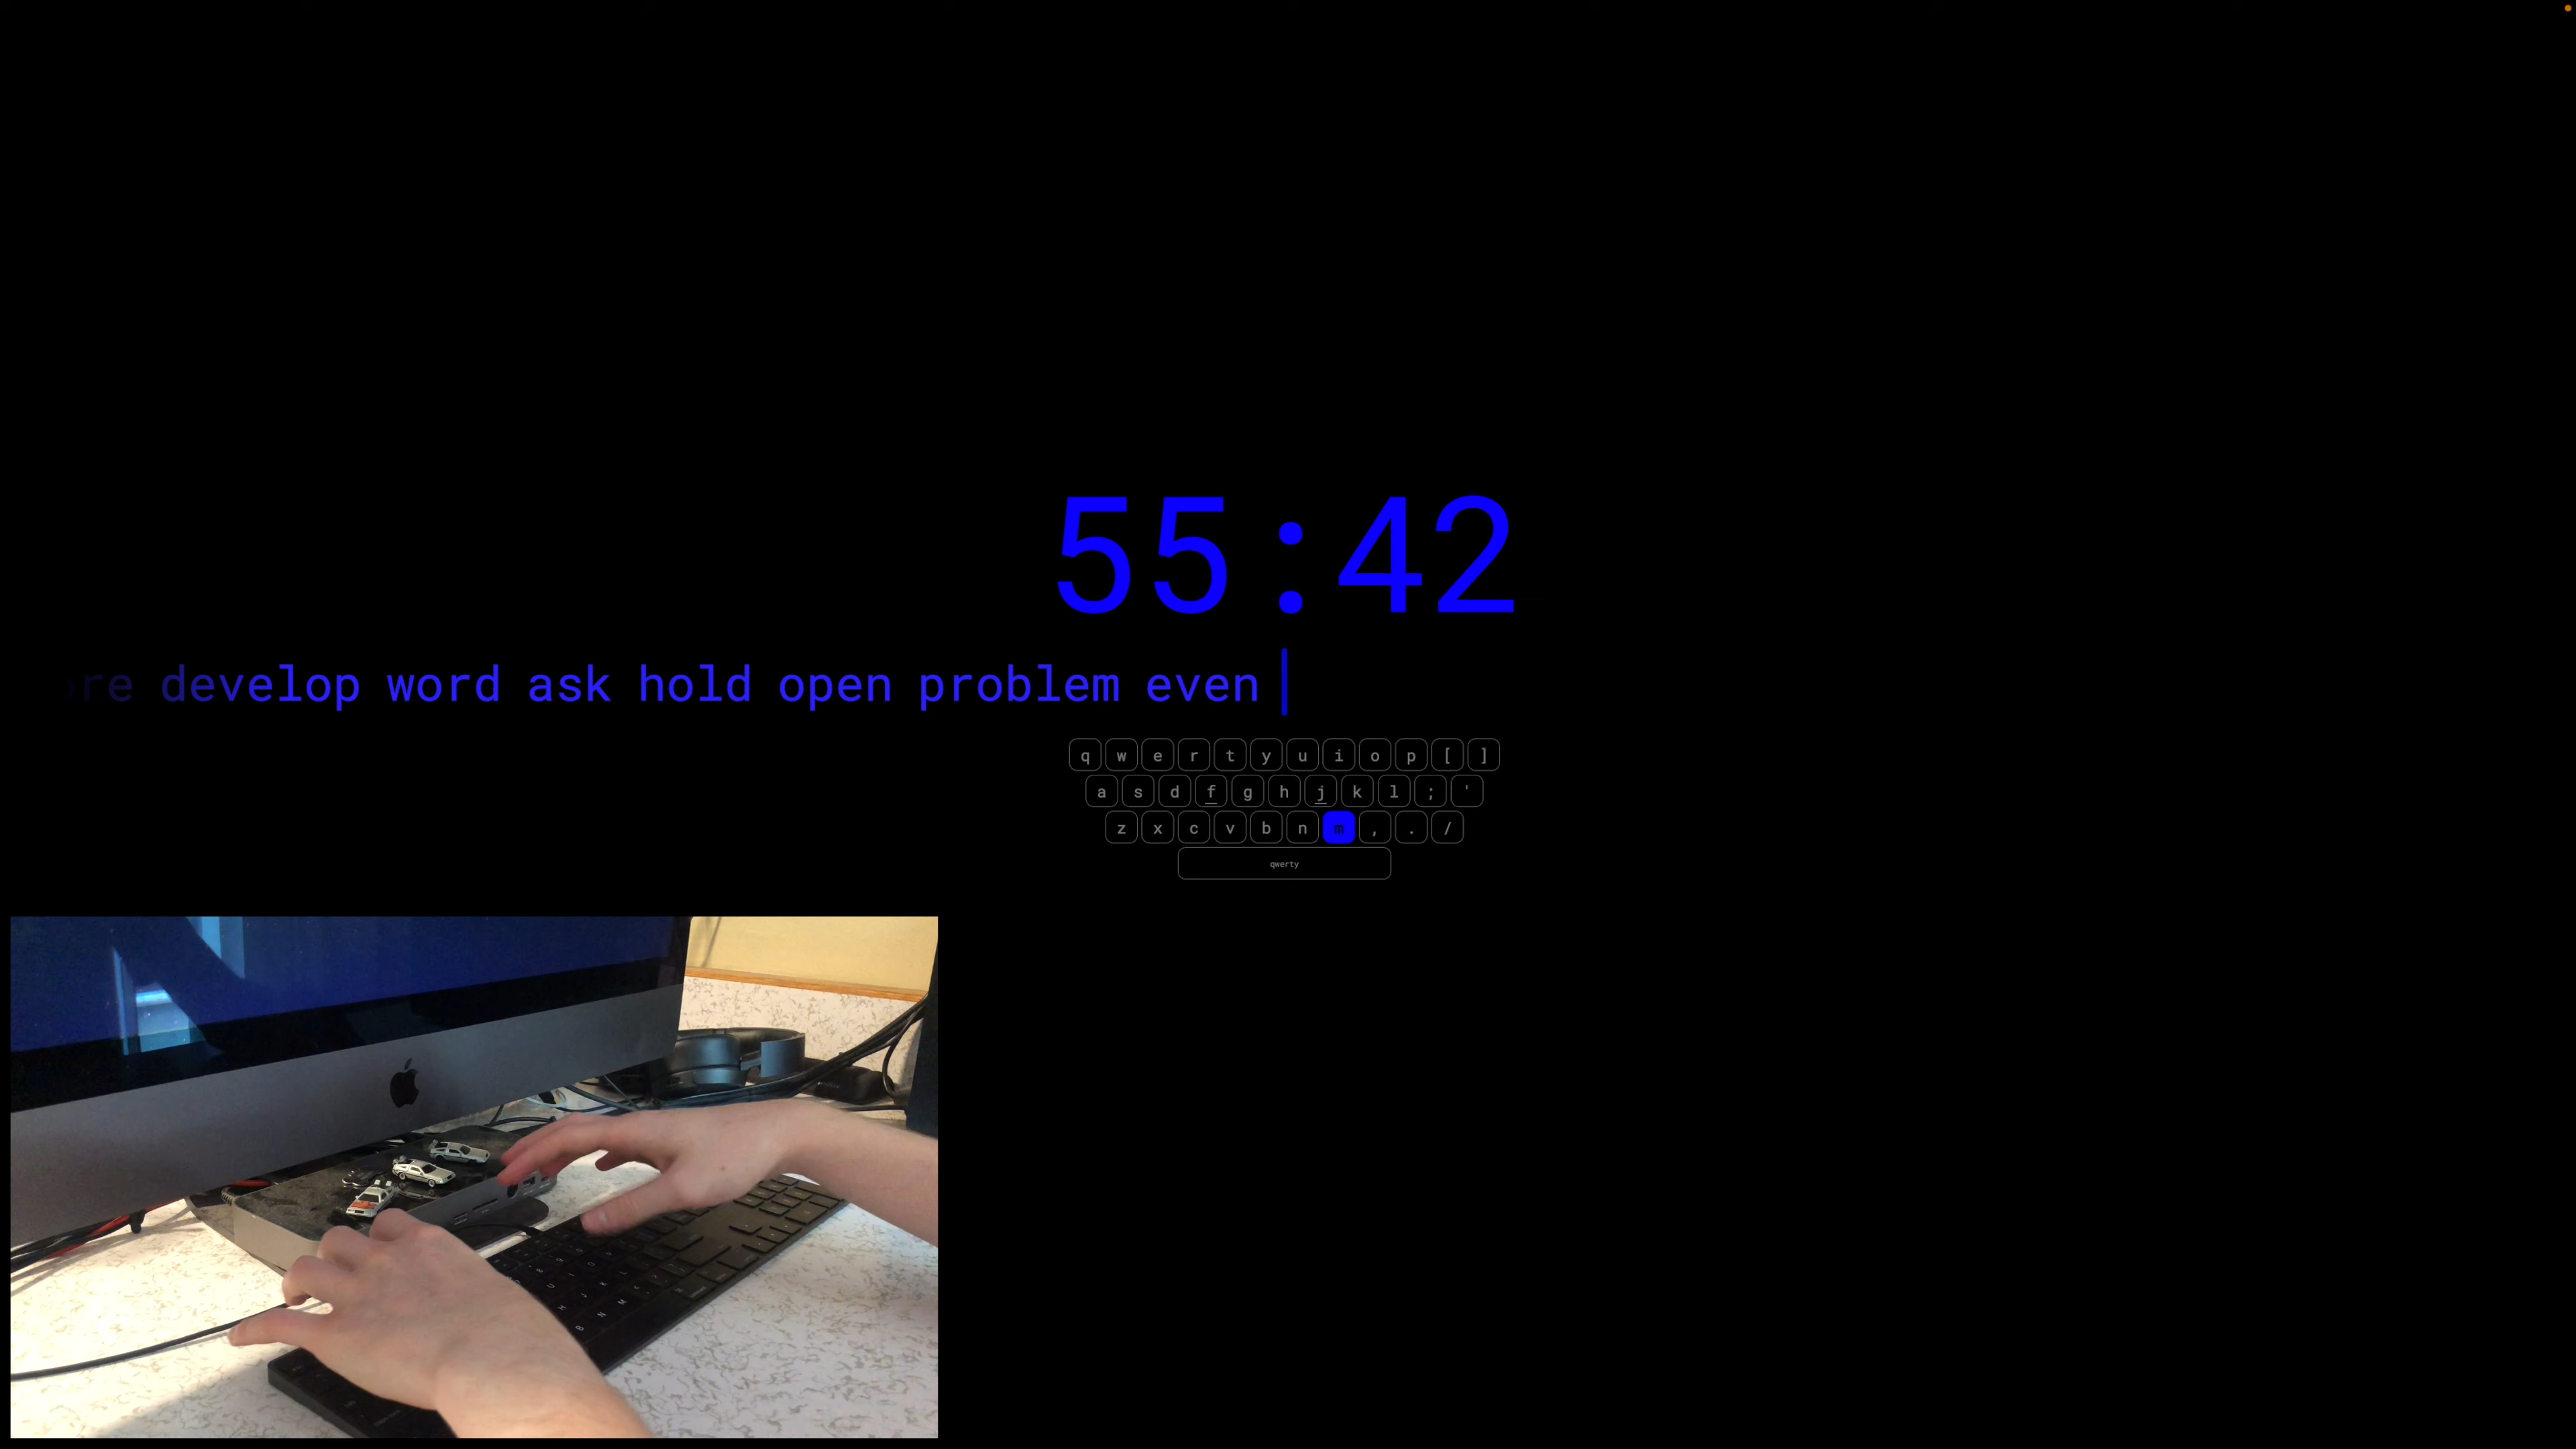 55:42
develop word ask hold open problem even
q w e r t y u i o p [ ]
a s d f g h j k l ; '
z x c v b n m , . /
qwerty